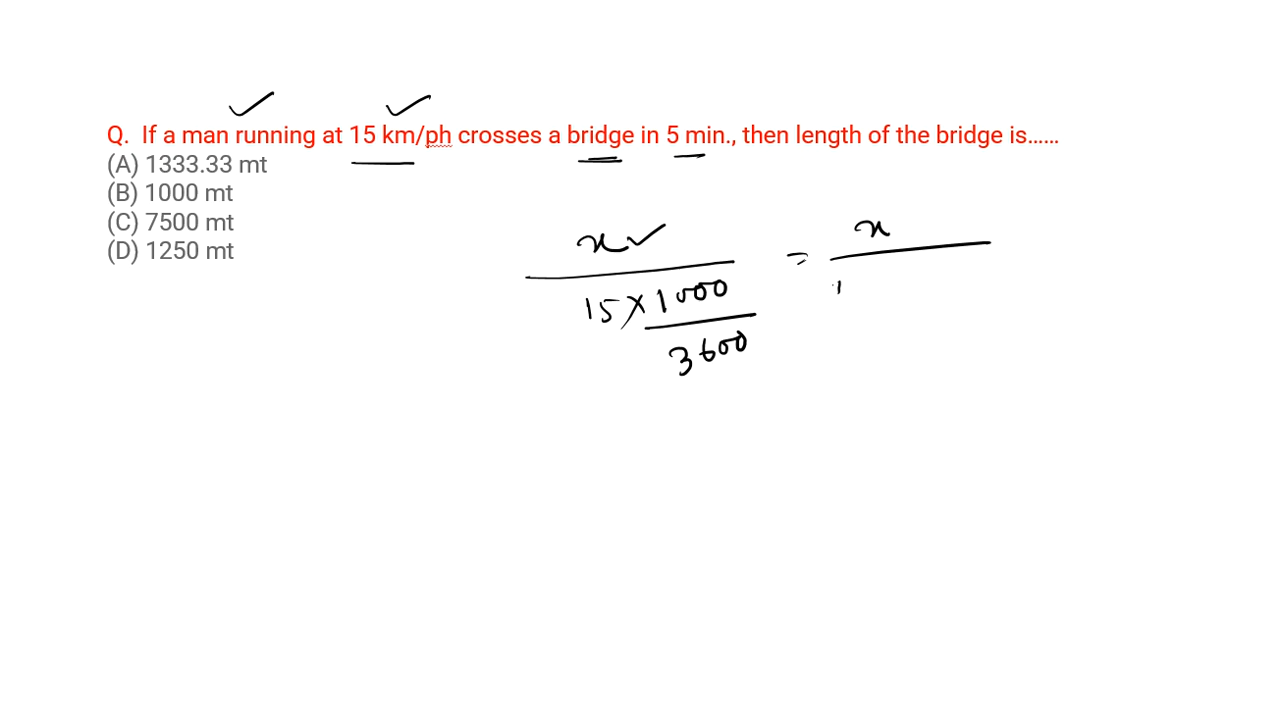 Q. If a man running at 15 km/ph crosses a bridge in 5 min., then length of the bridge is......
(A) 1333.33 mt
(B) 1000 mt
(C) 7500 mt
(D) 1250 mt
x ✓ = x
15 × 1000
3600